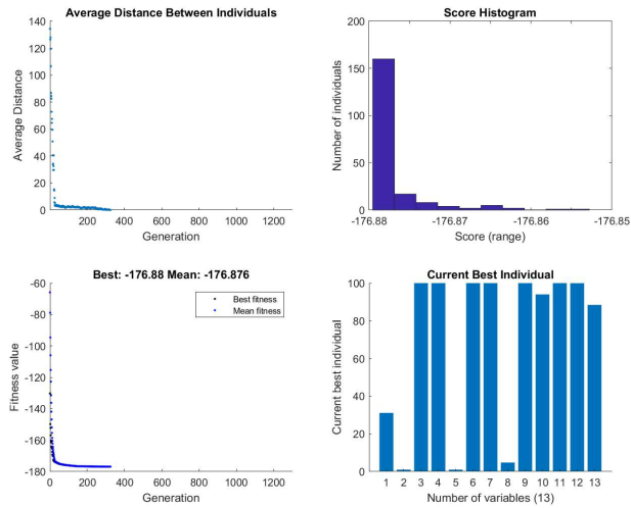 Average Distance Between Individuals
140
120
100
80
60
40
20
0
Average Distance
0 200 400 600 800 1000 1200
Generation
Score Histogram
200
150
100
50
0
Number of individuals
-176.88 -176.87 -176.86 -176.85
Score (range)
Best: -176.88 Mean: -176.876
-60
-80
-100
-120
-140
-160
-180
Fitness value
Best fitness
Mean fitness
0 200 400 600 800 1000 1200
Generation
Current Best Individual
100
80
60
40
20
0
Current best individual
1 2 3 4 5 6 7 8 9 10 11 12 13
Number of variables (13)